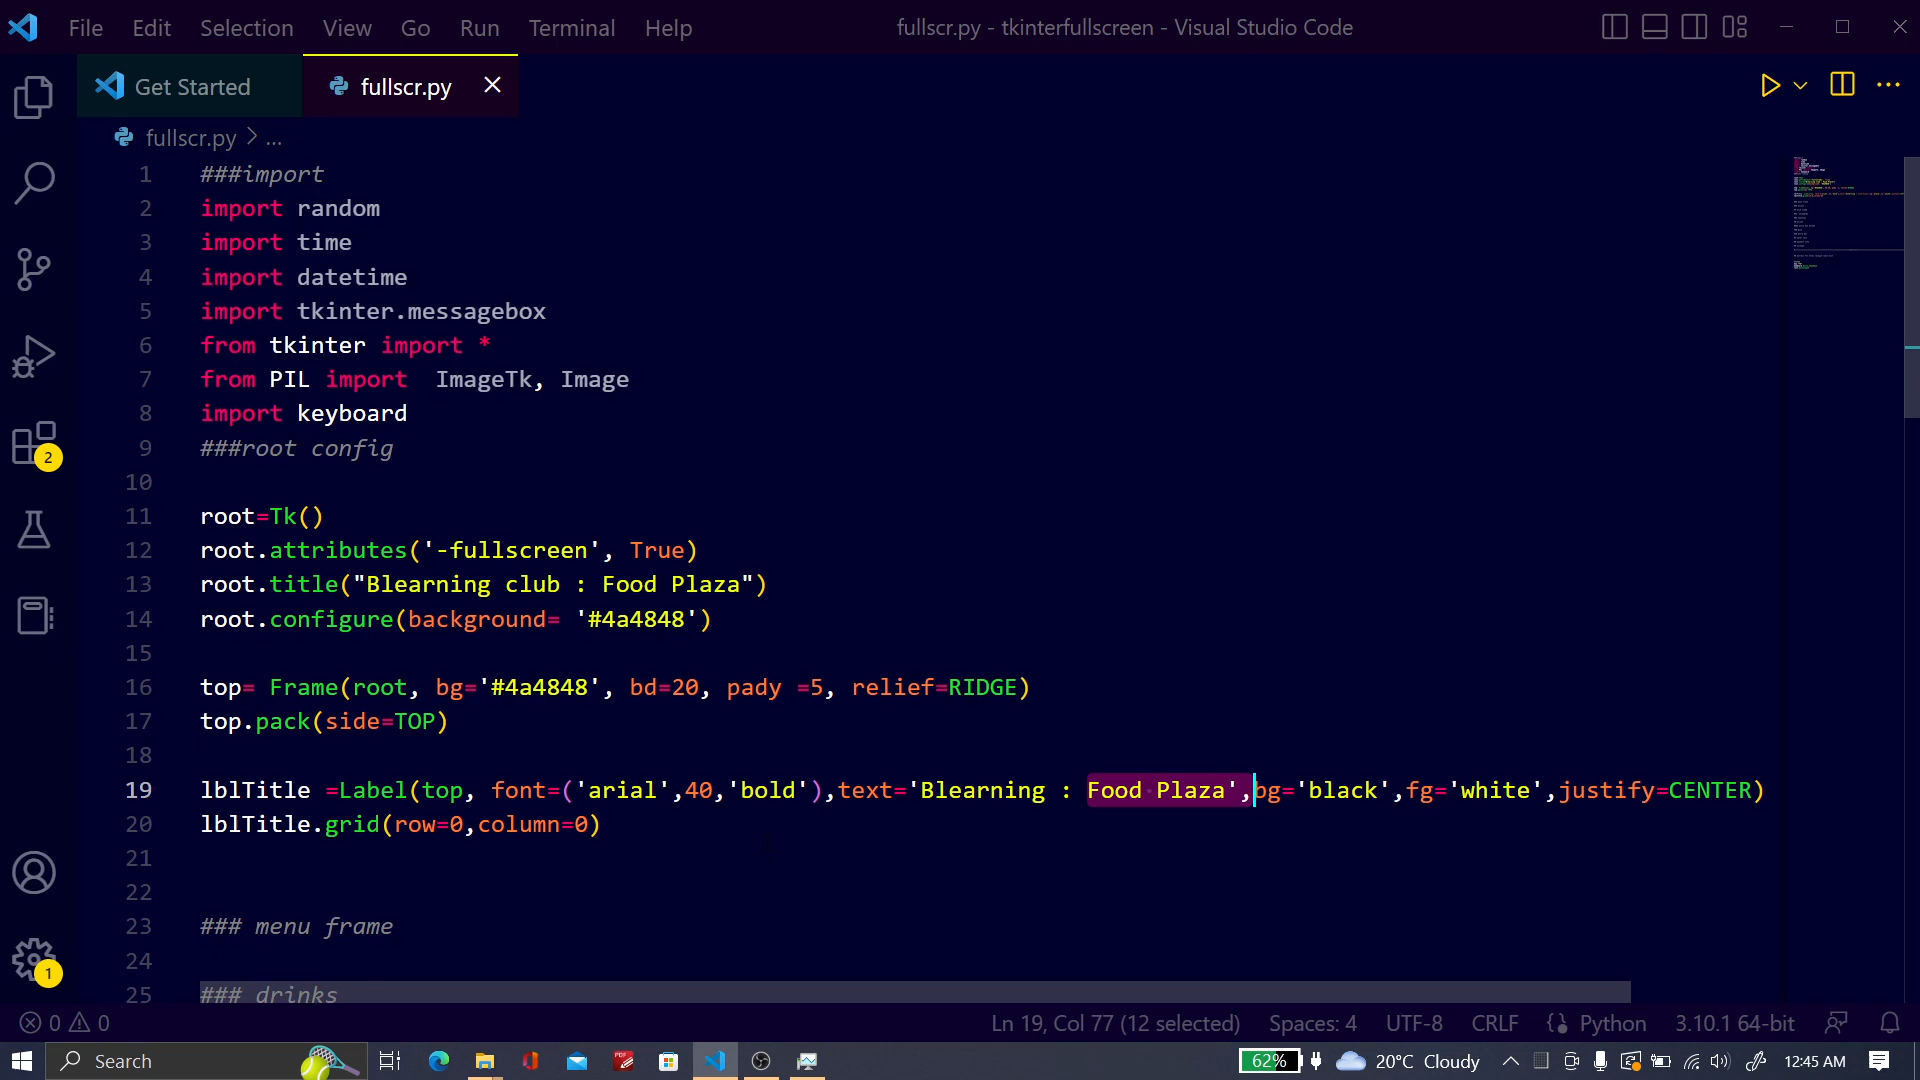 File Edit Selection View Go Run Terminal Help fullscr.py - tkinterfullscreen - Visual Studio Code
Get Started fullscr.py
fullscr.py > ...
1 ###import
2 import random
3 import time
4 import datetime
5 import tkinter.messagebox
6 from tkinter import *
7 from PIL import  ImageTk, Image
8 import keyboard
9 ###root config
10
11 root=Tk()
12 root.attributes('-fullscreen', True)
13 root.title("Blearning club : Food Plaza")
14 root.configure(background= '#4a4848')
15
16 top= Frame(root, bg='#4a4848', bd=20, pady =5, relief=RIDGE)
17 top.pack(side=TOP)
18
19 lblTitle =Label(top, font=('arial',40,'bold'),text='Blearning : Food Plaza',bg='black',fg='white',justify=CENTER)
20 lblTitle.grid(row=0,column=0)
21
22
23 ### menu frame
24
25 ### drinks
2
1
0 0 Ln 19, Col 77 (12 selected) Spaces: 4 UTF-8 CRLF Python 3.10.1 64-bit
Search PDF 62% 20°C Cloudy 12:45 AM